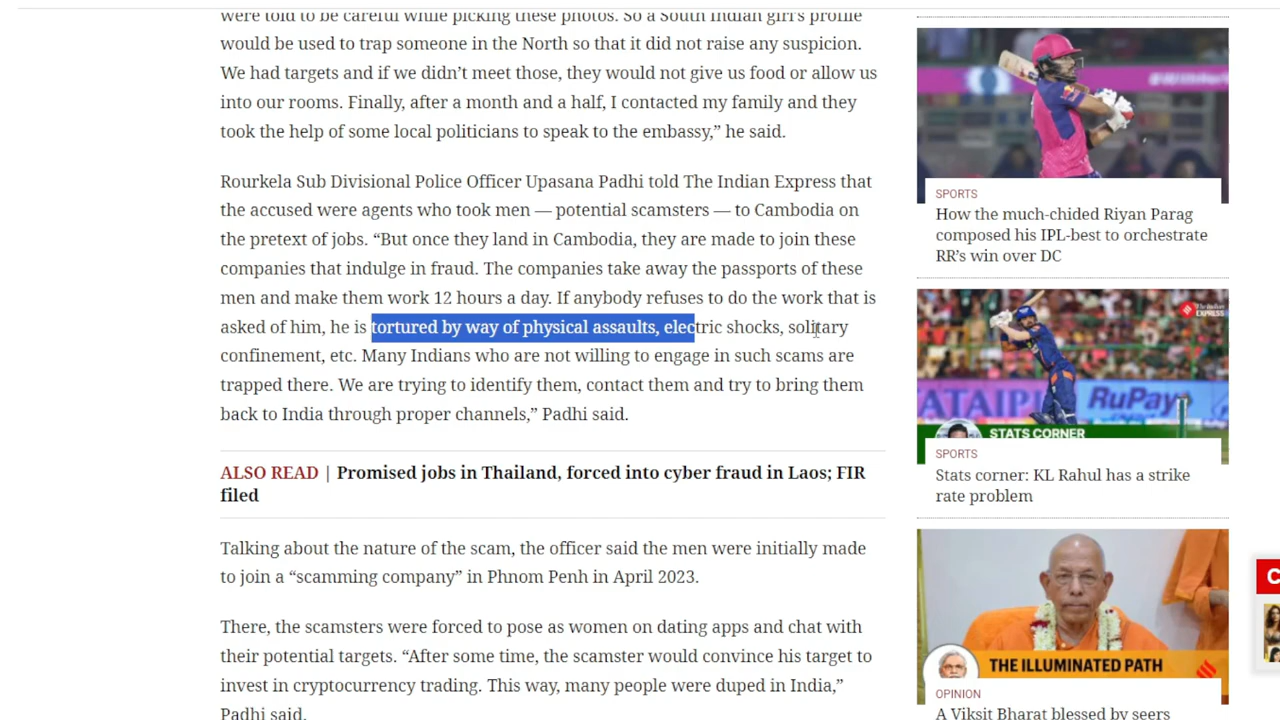 were told to be careful while picking these photos. So a South Indian girl's profile
would be used to trap someone in the North so that it did not raise any suspicion.
We had targets and if we didn’t meet those, they would not give us food or allow us
into our rooms. Finally, after a month and a half, I contacted my family and they
took the help of some local politicians to speak to the embassy,” he said.
Rourkela Sub Divisional Police Officer Upasana Padhi told The Indian Express that
the accused were agents who took men — potential scamsters — to Cambodia on
the pretext of jobs. “But once they land in Cambodia, they are made to join these
companies that indulge in fraud. The companies take away the passports of these
men and make them work 12 hours a day. If anybody refuses to do the work that is
asked of him, he is tortured by way of physical assaults, electric shocks, solitary
confinement, etc. Many Indians who are not willing to engage in such scams are
trapped there. We are trying to identify them, contact them and try to bring them
back to India through proper channels,” Padhi said.
ALSO READ | Promised jobs in Thailand, forced into cyber fraud in Laos; FIR
filed
Talking about the nature of the scam, the officer said the men were initially made
to join a “scamming company” in Phnom Penh in April 2023.
There, the scamsters were forced to pose as women on dating apps and chat with
their potential targets. “After some time, the scamster would convince his target to
invest in cryptocurrency trading. This way, many people were duped in India,”
Padhi said.
SPORTS
How the much-chided Riyan Parag
composed his IPL-best to orchestrate
RR’s win over DC
The Indian
EXPRESS
ATAIPL
RuPay
STATS CORNER
SPORTS
Stats corner: KL Rahul has a strike
rate problem
THE ILLUMINATED PATH
OPINION
A Viksit Bharat blessed by seers
C